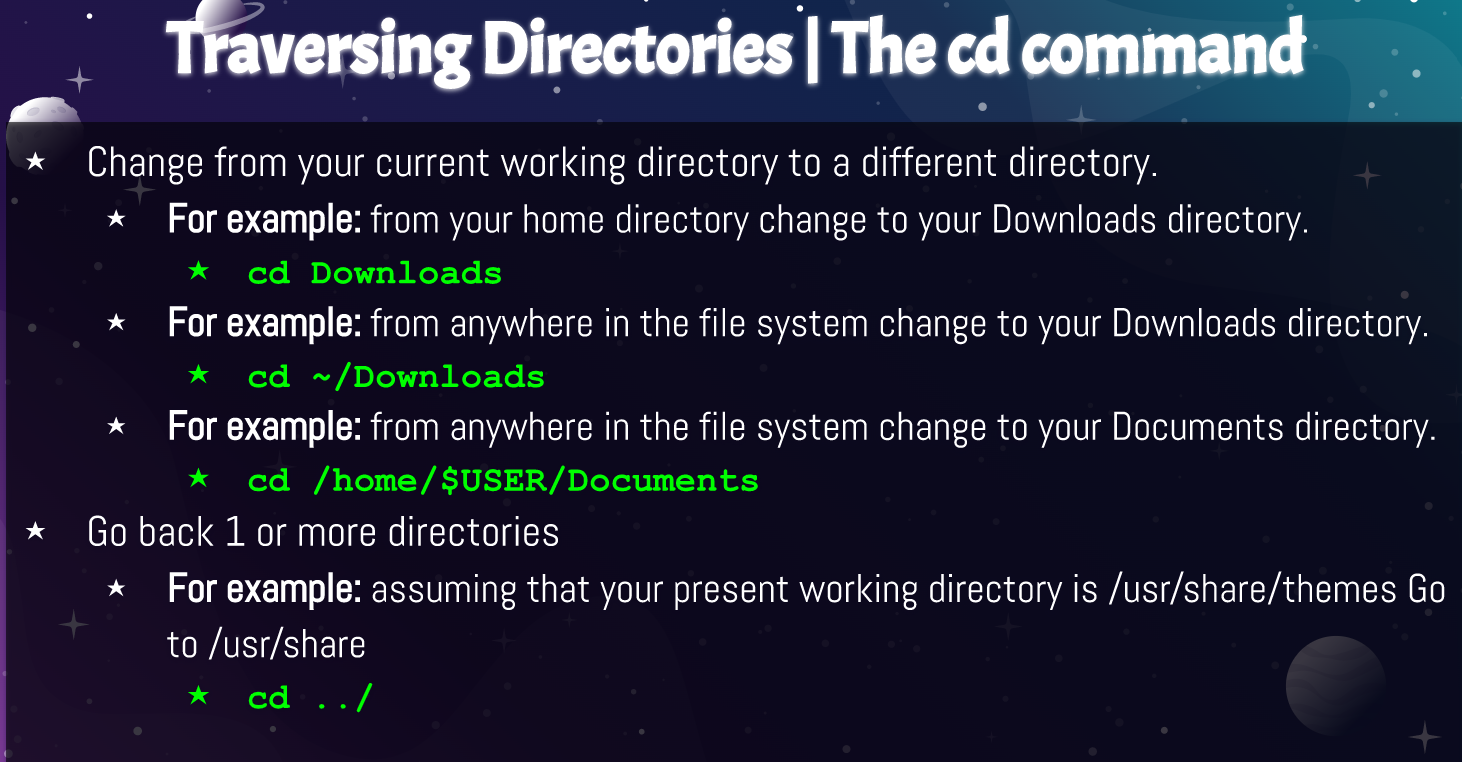 Traversing Directories | The cd command
Change from your current working directory to a different directory.
For example: from your home directory change to your Downloads directory.
cd Downloads
For example: from anywhere in the file system change to your Downloads directory.
cd ~/Downloads
For example: from anywhere in the file system change to your Documents directory.
cd /home/$USER/Documents
Go back 1 or more directories
For example: assuming that your present working directory is /usr/share/themes Go
to /usr/share
cd ../